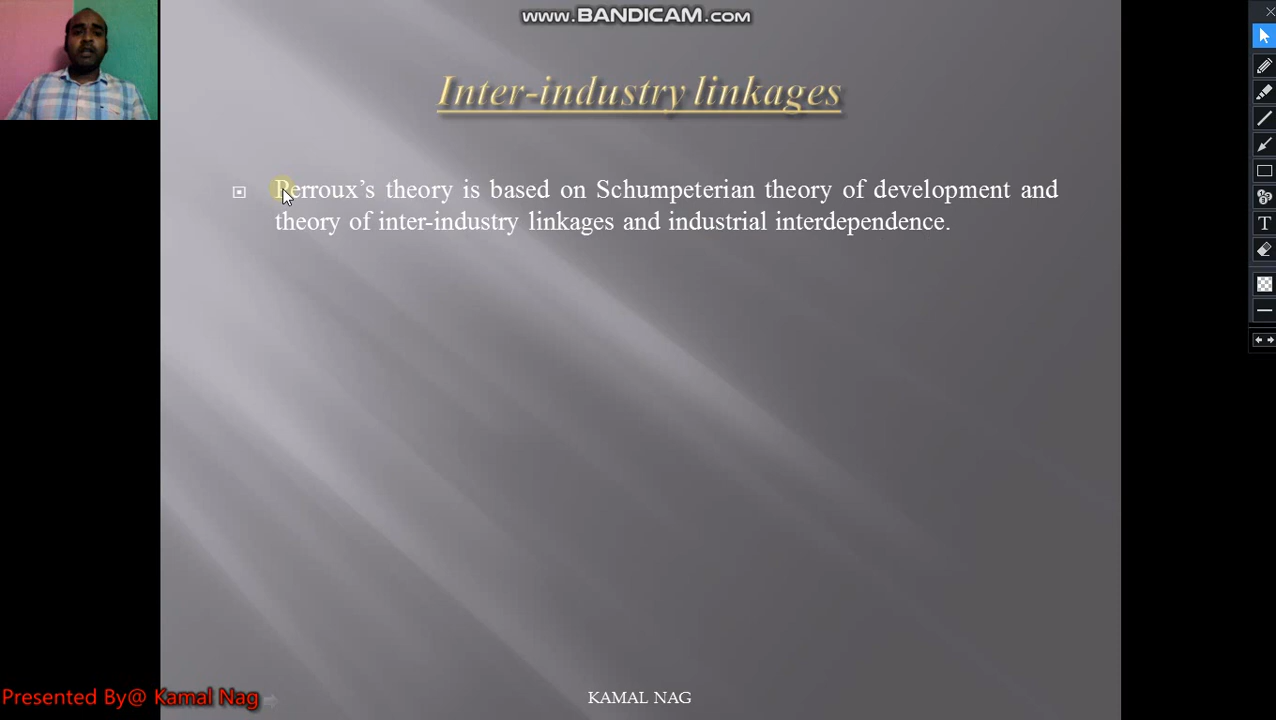 www.BANDICAM.com
Inter-industry linkages
Perroux’s theory is based on Schumpeterian theory of development and
theory of inter-industry linkages and industrial interdependence.
Presented By@ Kamal Nag
KAMAL NAG